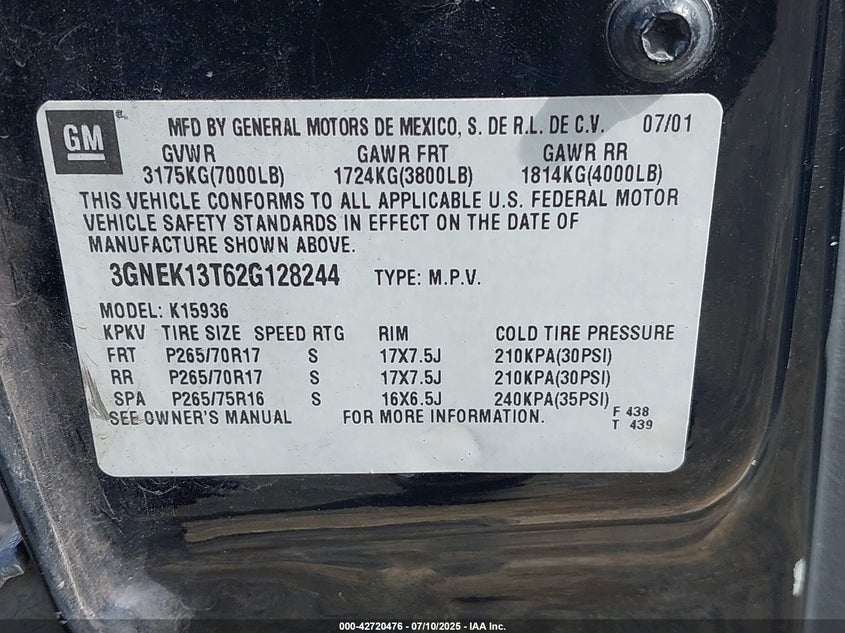 GM
MFD BY GENERAL MOTORS DE MEXICO, S. DE R.L. DE C.V. 07/01
GVWR GAWR FRT GAWR RR
3175KG(7000LB) 1724KG(3800LB) 1814KG(4000LB)
THIS VEHICLE CONFORMS TO ALL APPLICABLE U.S. FEDERAL MOTOR
VEHICLE SAFETY STANDARDS IN EFFECT ON THE DATE OF
MANUFACTURE SHOWN ABOVE.
3GNEK13T62G128244 TYPE: M.P.V.
MODEL: K15936
KPKV TIRE SIZE SPEED RTG RIM COLD TIRE PRESSURE
FRT P265/70R17 S 17X7.5J 210KPA(30PSI)
RR P265/70R17 S 17X7.5J 210KPA(30PSI)
SPA P265/75R16 S 16X6.5J 240KPA(35PSI)
SEE OWNER'S MANUAL FOR MORE INFORMATION. F 438
T 439
000-42720476 - 07/10/2025 - IAA Inc.